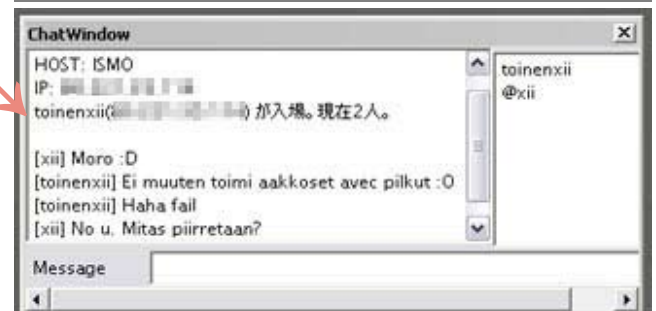 ChatWindow
HOST: ISMO
IP:
toinenxii( ) が入場。現在2人。
[xii] Moro :D
[toinenxii] Ei muuten toimi aakkoset avec pilkut :O
[toinenxii] Haha fail
[xii] No u. Mitas piirretaan?
toinenxii
@xii
Message